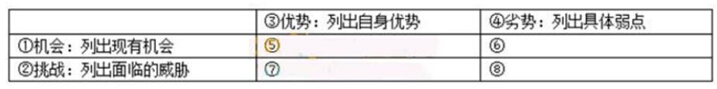 ③优势：列出自身优势 ④劣势：列出具体弱点
①机会：列出现有机会 ⑤ ⑥
②挑战：列出面临的威胁 ⑦ ⑧